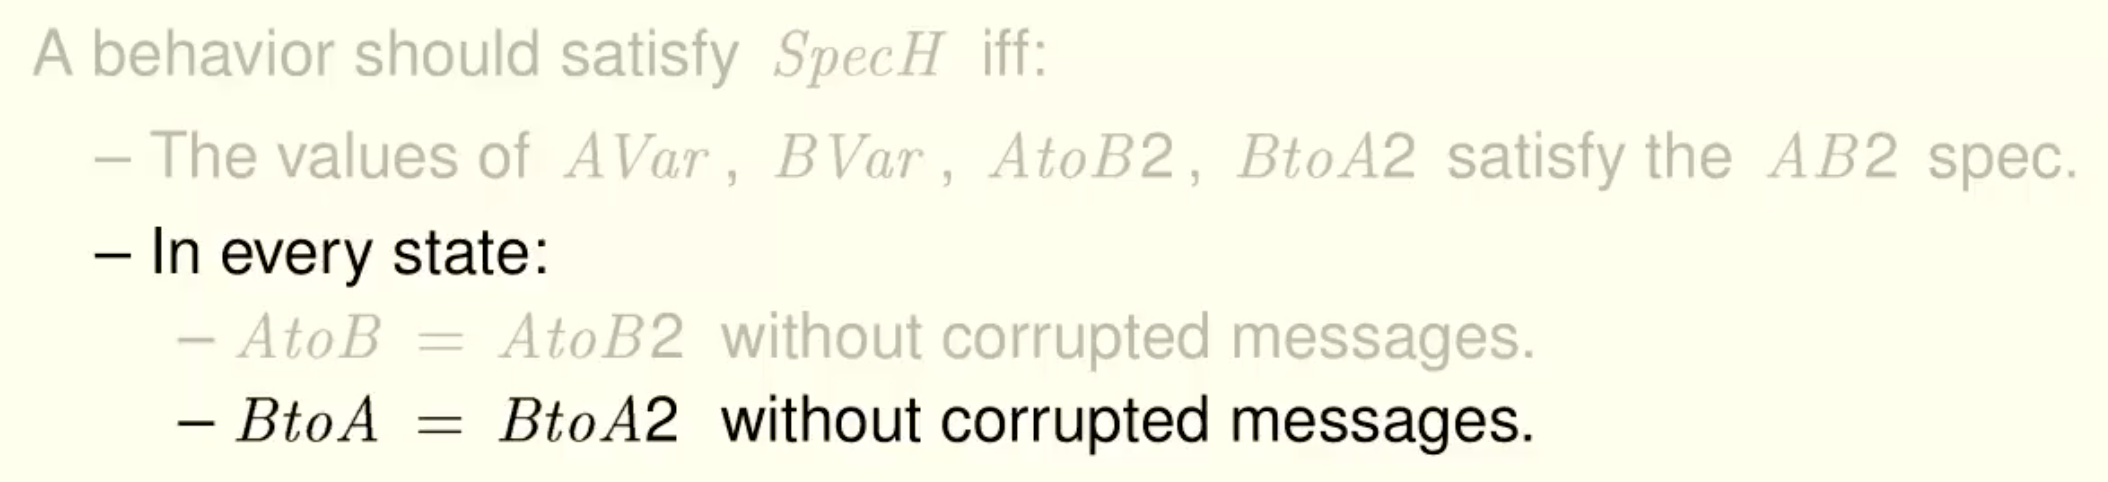 A behavior should satisfy SpecH iff:
– The values of AVar, BVar, AtoB2, BtoA2 satisfy the AB2 spec.
– In every state:
– AtoB = AtoB2 without corrupted messages.
– BtoA = BtoA2 without corrupted messages.